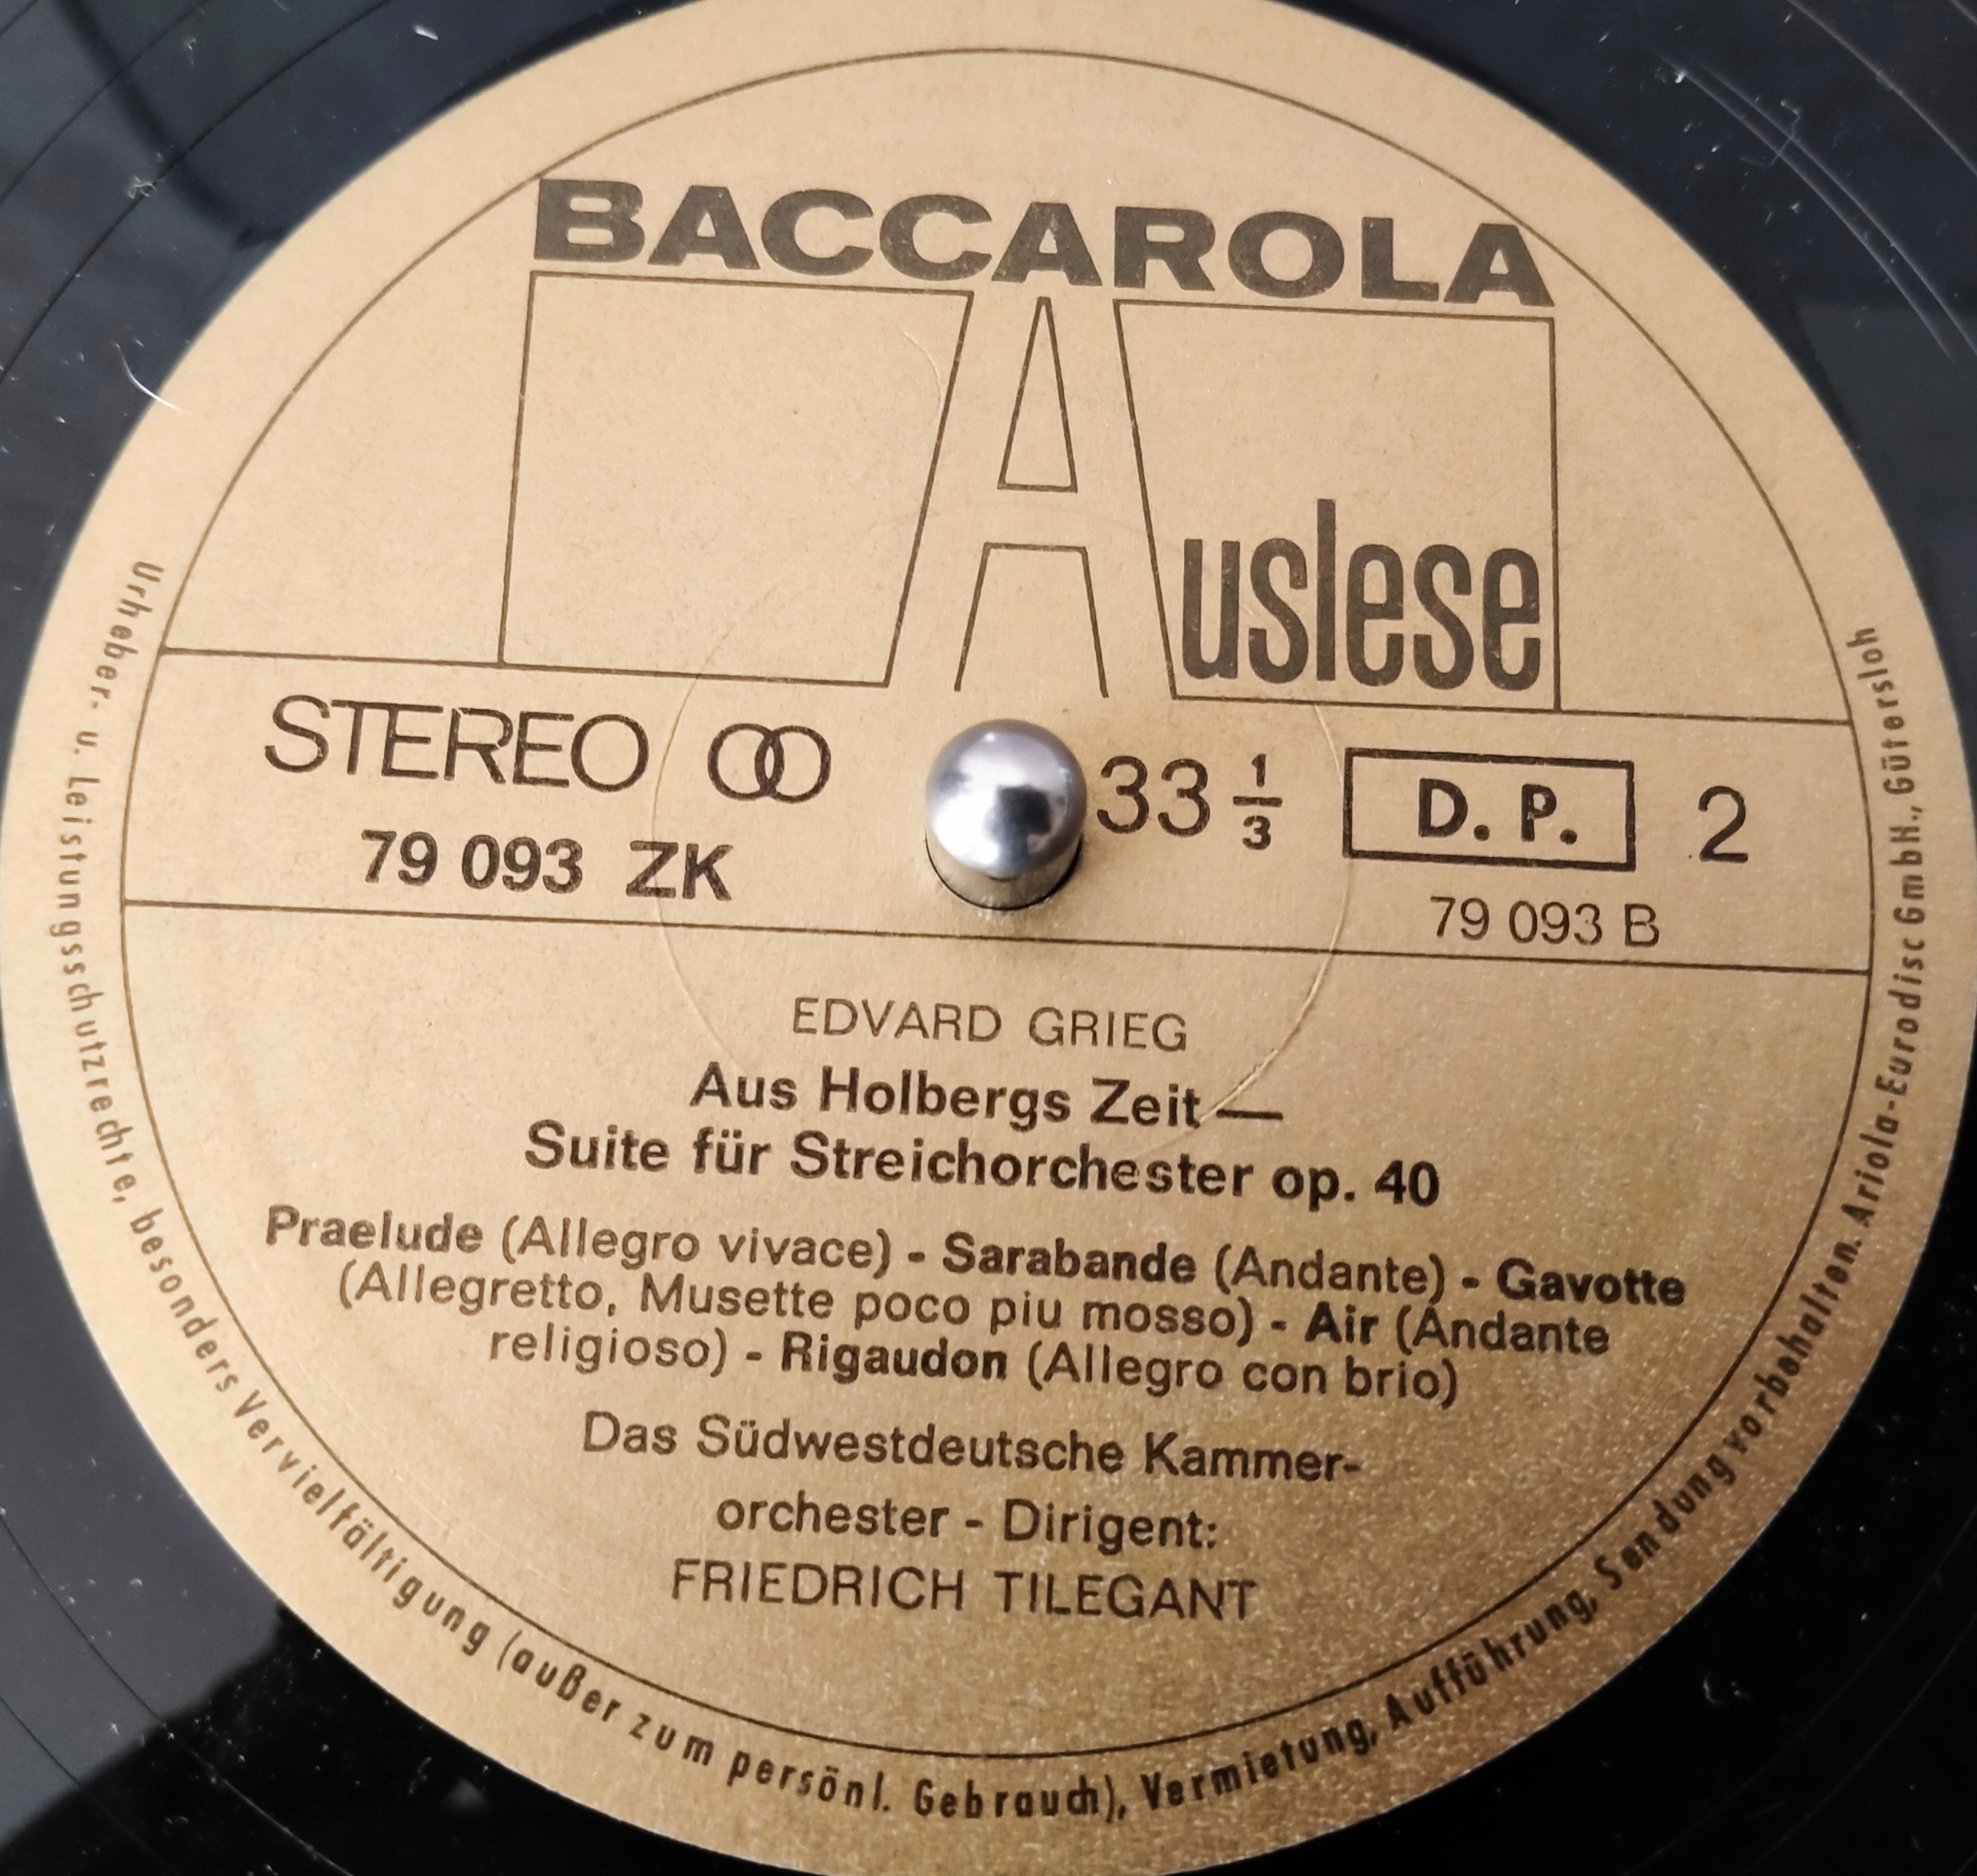 BACCAROLA
Auslese
STEREO 33 1/3 D. P. 2
79 093 ZK 79 093 B
EDVARD GRIEG
Aus Holbergs Zeit —
Suite für Streichorchester op. 40
Praelude (Allegro vivace) - Sarabande (Andante) - Gavotte
(Allegretto, Musette poco piu mosso) - Air (Andante
religioso) - Rigaudon (Allegro con brio)
Das Südwestdeutsche Kammer-
orchester - Dirigent:
FRIEDRICH TILEGANT
Urheber- u. Leistungsschutzrechte, besonders Vervielfältigung (außer zum persönl. Gebrauch), Vermietung, Aufführung, Sendung vorbehalten. Ariola-Eurodisc GmbH., Gütersloh